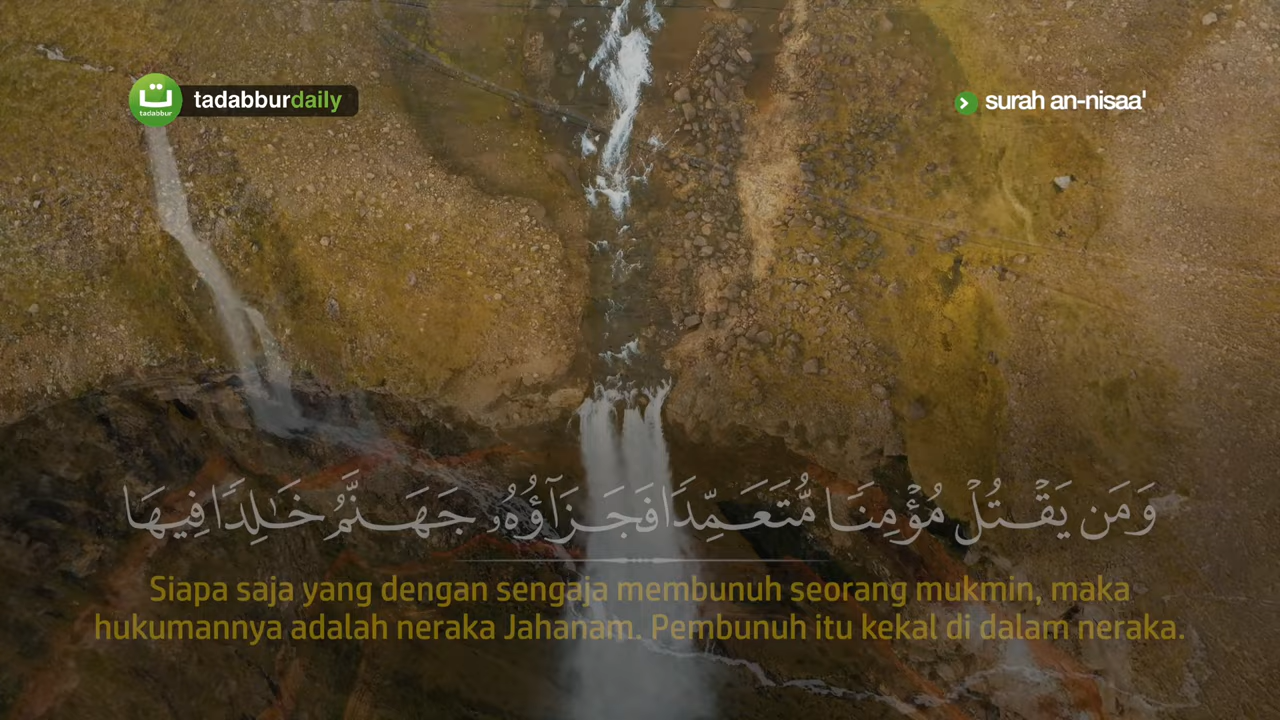 ت
tadabbur
tadabburdaily
surah an-nisaa'
وَمَن يَقْتُلْ مُؤْمِنًا مُّتَعَمِّدًا فَجَزَآؤُهُۥ جَهَنَّمُ خَٰلِدًا فِيهَا
Siapa saja yang dengan sengaja membunuh seorang mukmin, maka
hukumannya adalah neraka Jahanam. Pembunuh itu kekal di dalam neraka.